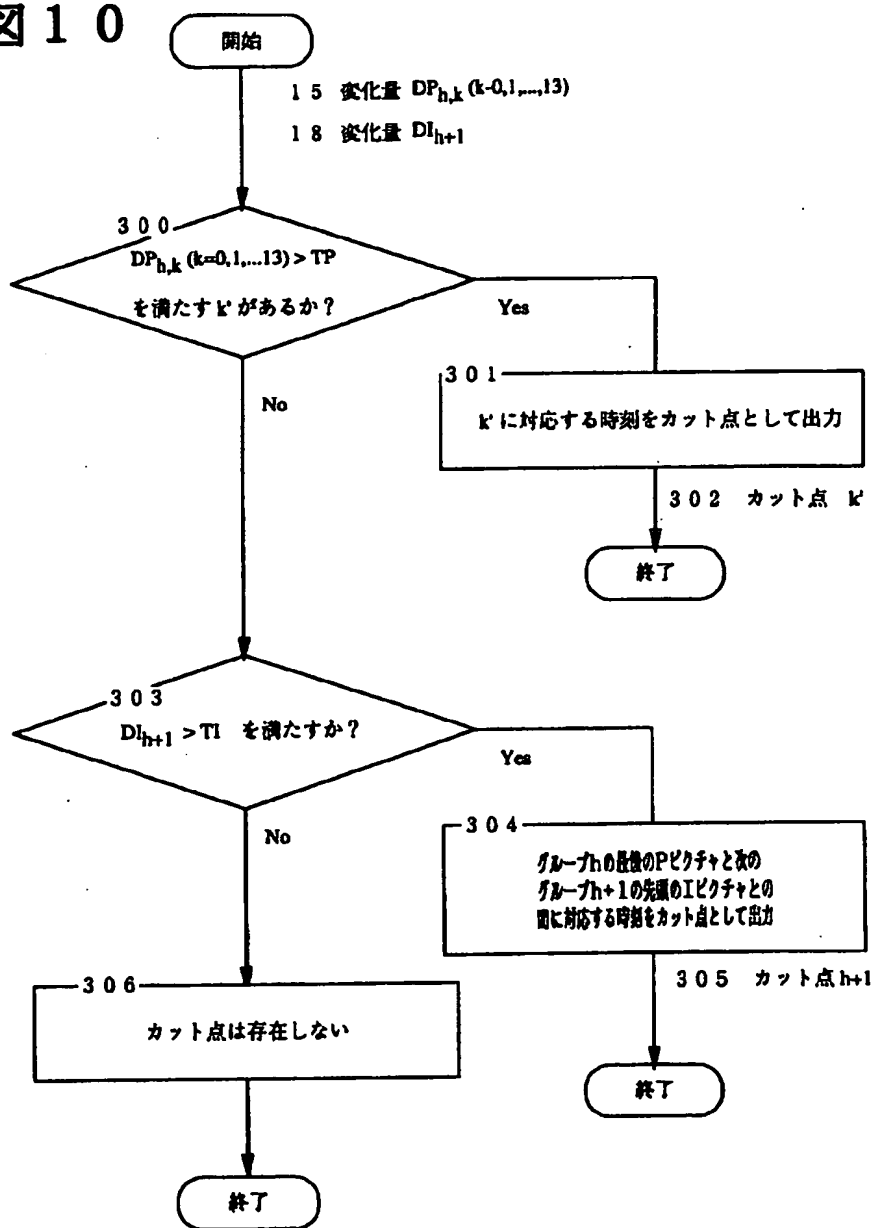 図10
開始
15 変化量 DPh,k (k-0,1,...,13)
18 変化量 DIh+1
300
DPh,k (k=0,1,...13) > TP
を満たす k' があるか?
Yes
No
301
k' に対応する時刻をカット点として出力
302 カット点 k'
終了
303
DIh+1 > TI を満たすか?
Yes
No
304
グループhの最後のPピクチャと次の
グループh+1の先頭のIピクチャとの
間に対応する時刻をカット点として出力
305 カット点 h+1
306
カット点は存在しない
終了
終了